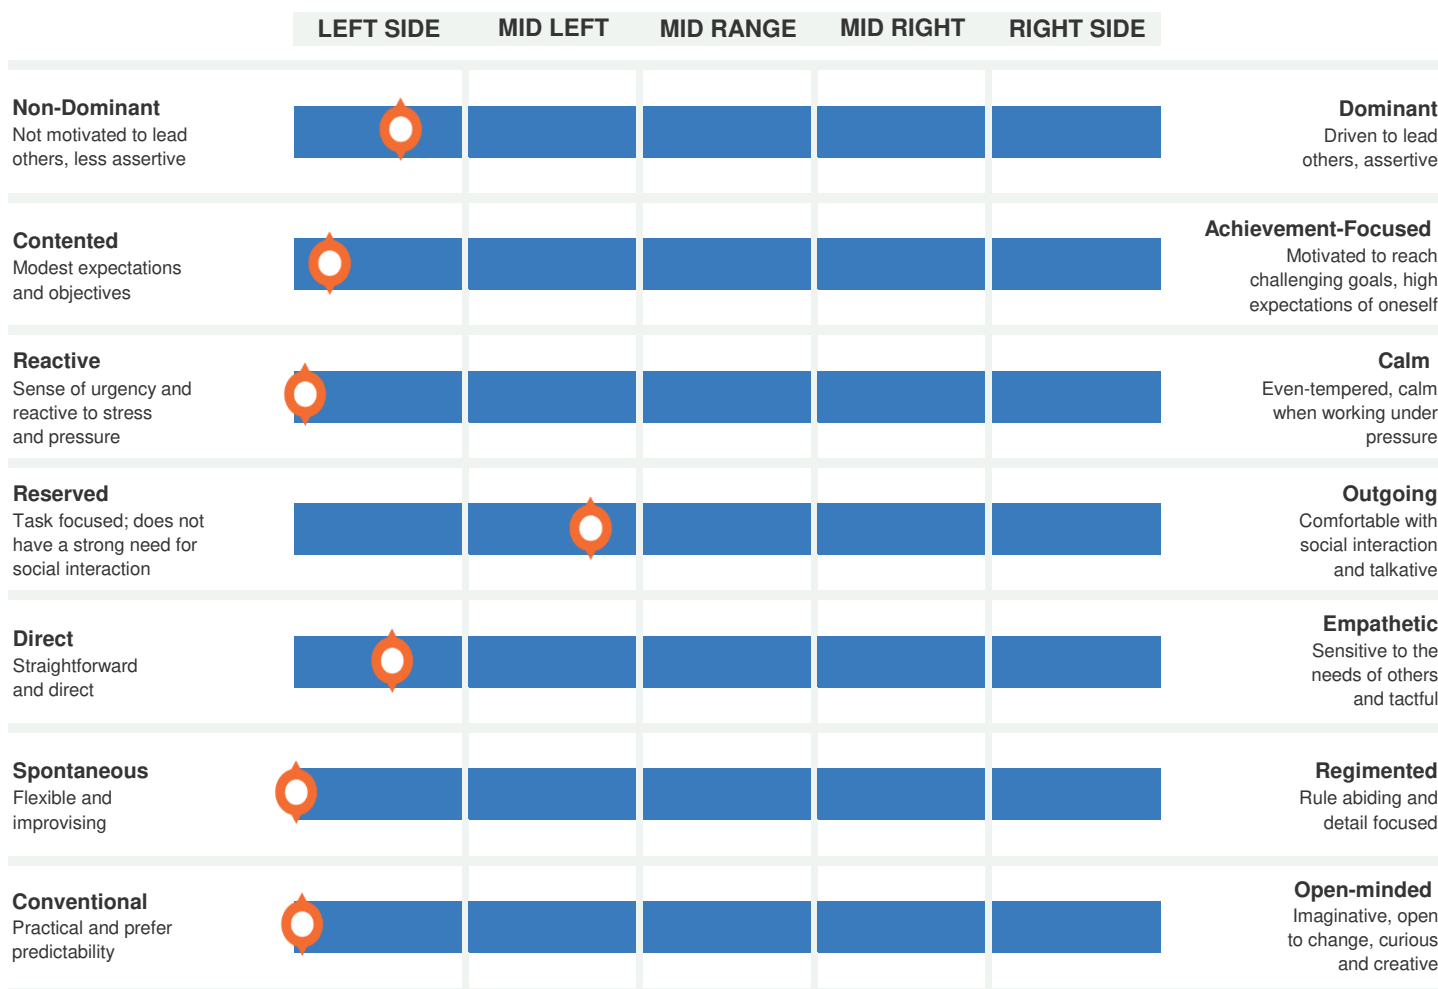 LEFT SIDE MID LEFT MID RANGE MID RIGHT RIGHT SIDE
Non-Dominant
Not motivated to lead
others, less assertive
Dominant
Driven to lead
others, assertive
Contented
Modest expectations
and objectives
Achievement-Focused
Motivated to reach
challenging goals, high
expectations of oneself
Reactive
Sense of urgency and
reactive to stress
and pressure
Calm
Even-tempered, calm
when working under
pressure
Reserved
Task focused; does not
have a strong need for
social interaction
Outgoing
Comfortable with
social interaction
and talkative
Direct
Straightforward
and direct
Empathetic
Sensitive to the
needs of others
and tactful
Spontaneous
Flexible and
improvising
Regimented
Rule abiding and
detail focused
Conventional
Practical and prefer
predictability
Open-minded
Imaginative, open
to change, curious
and creative